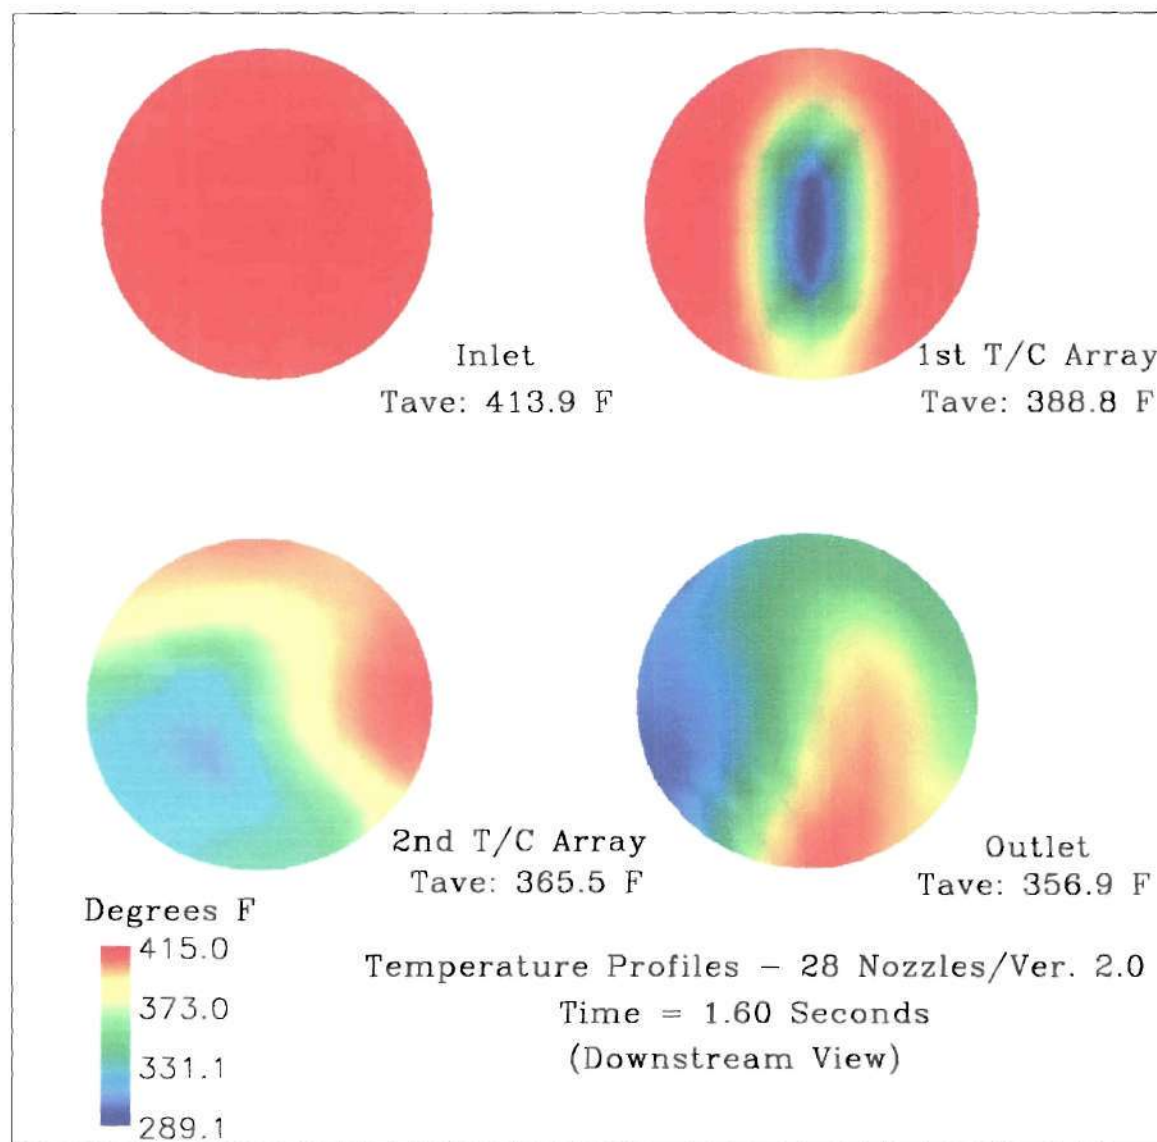 Inlet
Tave: 413.9 F
1st T/C Array
Tave: 388.8 F
2nd T/C Array
Tave: 365.5 F
Outlet
Tave: 356.9 F
Degrees F
415.0
373.0
331.1
289.1
Temperature Profiles - 28 Nozzles/Ver. 2.0
Time = 1.60 Seconds
(Downstream View)